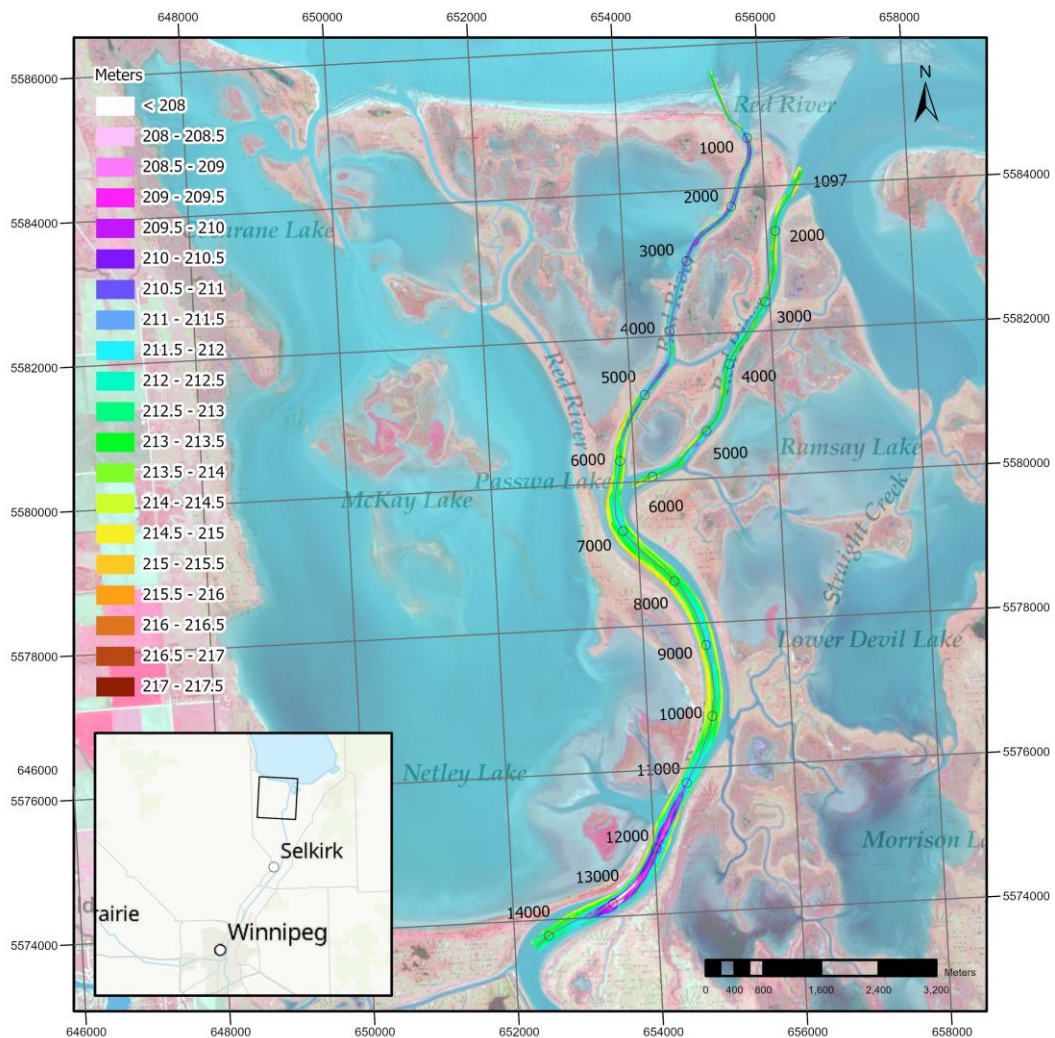 648000 650000 652000 654000 656000 658000
5586000
Meters
< 208
208 - 208.5
208.5 - 209
209 - 209.5
209.5 - 210
210 - 210.5
210.5 - 211
211 - 211.5
211.5 - 212
212 - 212.5
212.5 - 213
213 - 213.5
213.5 - 214
214 - 214.5
214.5 - 215
215 - 215.5
215.5 - 216
216 - 216.5
216.5 - 217
217 - 217.5
N
Red River
1000
1097
5584000
2000
5584000
2000
3000
3000
5582000
4000
Red River
5582000
4000
Red River
5000
5000
Ramsay Lake
6000
Passwa Lake
5580000
McKay Lake
6000
5580000
7000
Straight Creek
8000
5578000
Lower Devil Lake
9000
5578000
10000
5576000
646000
Netley Lake
11000
5576000
12000
13000
14000
5574000
5574000
Selkirk
Winnipeg
Meters
0 400 800 1,600 2,400 3,200
646000 648000 650000 652000 654000 656000 658000